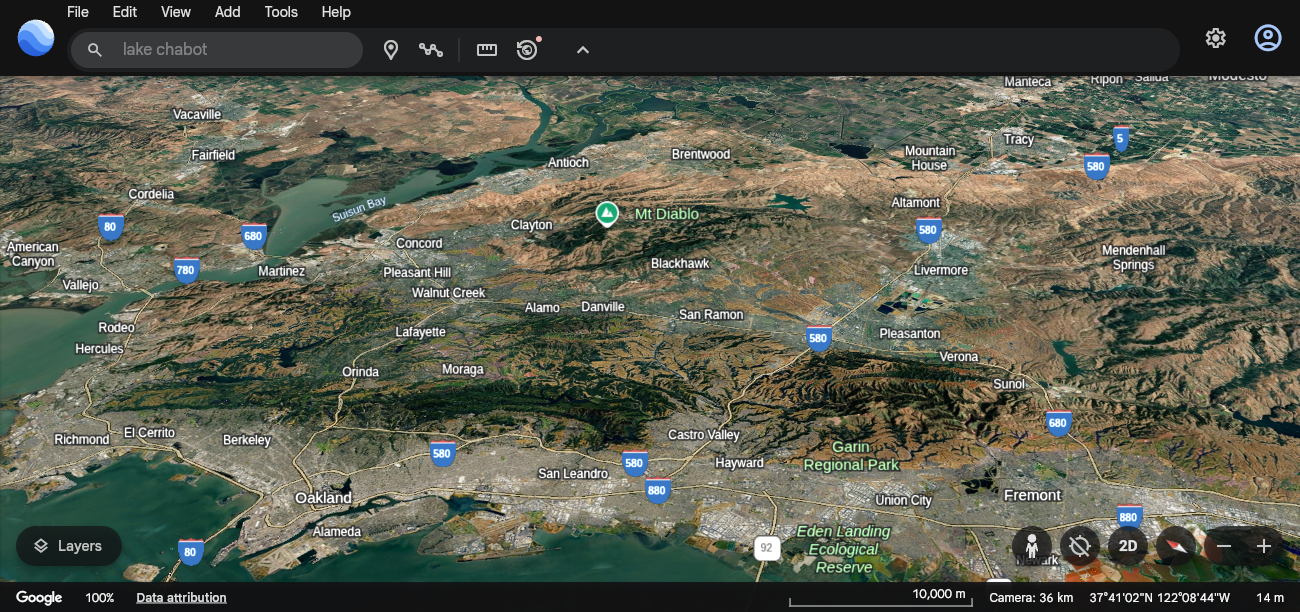 File Edit View Add Tools Help
lake chabot
Manteca
Ripon
Salida
Modesto
Vacaville
Fairfield
Antioch
Brentwood
Mountain
House
Tracy
5
580
Cordelia
Suisun Bay
Clayton
Mt Diablo
Altamont
80
680
580
American
Canyon
Concord
Mendenhall
Springs
780
Martinez
Pleasant Hill
Blackhawk
Livermore
Vallejo
Walnut Creek
Alamo
Danville
San Ramon
Rodeo
Lafayette
580
Pleasanton
Hercules
Verona
Orinda
Moraga
Sunol
680
Richmond
El Cerrito
Berkeley
Castro Valley
Garin
Regional Park
580
580
San Leandro
Hayward
880
Oakland
Union City
Fremont
880
Alameda
Eden Landing
Ecological
Reserve
92
80
Layers
2D
Newark
Google 100% Data attribution 10,000 m Camera: 36 km 37°41'02"N 122°08'44"W 14 m